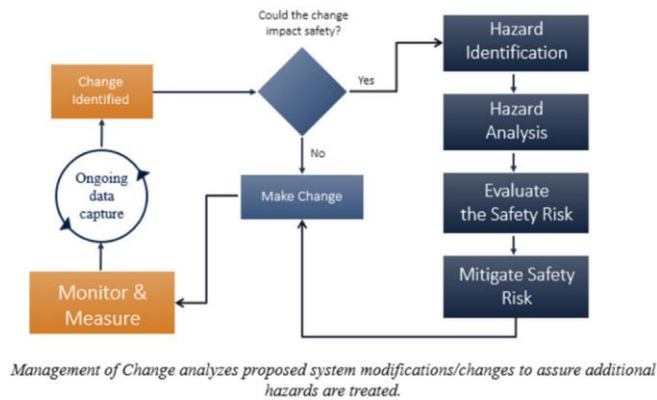 Could the change
impact safety?
Change
Identified
Yes
Hazard
Identification
Hazard
Analysis
No
Ongoing
data
capture
Make Change
Evaluate
the Safety Risk
Monitor &
Measure
Mitigate Safety
Risk
Management of Change analyzes proposed system modifications/changes to assure additional
hazards are treated.